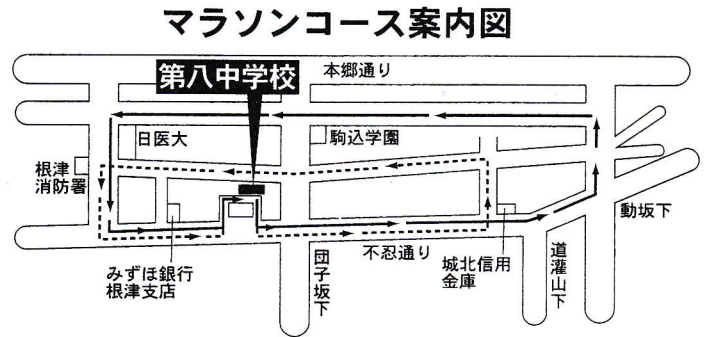 マラソンコース案内図
本郷通り
第八中学校
日医大
駒込学園
根津
消防署
動坂下
不忍通り
みずほ銀行
根津支店
団子坂下
城北信用
金庫
道灌山下